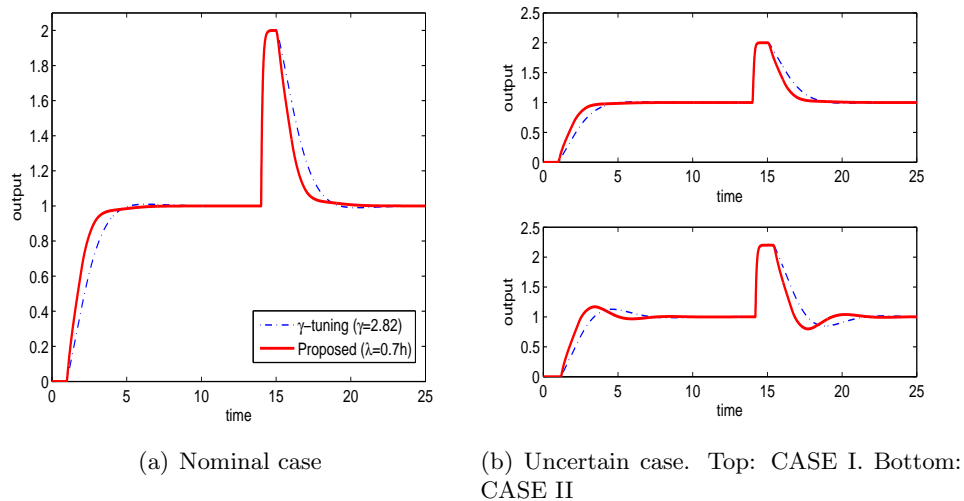 2
1.8
1.6
1.4
1.2
1
0.8
0.6
0.4
0.2
0
output
0 5 10 15 20 25
time
γ−tuning (γ=2.82)
Proposed (λ=0.7h)
(a) Nominal case
2.5
2
1.5
1
0.5
0
output
0 5 10 15 20 25
time
2.5
2
1.5
1
0.5
0
output
0 5 10 15 20 25
time
(b) Uncertain case. Top: CASE I. Bottom:
CASE II